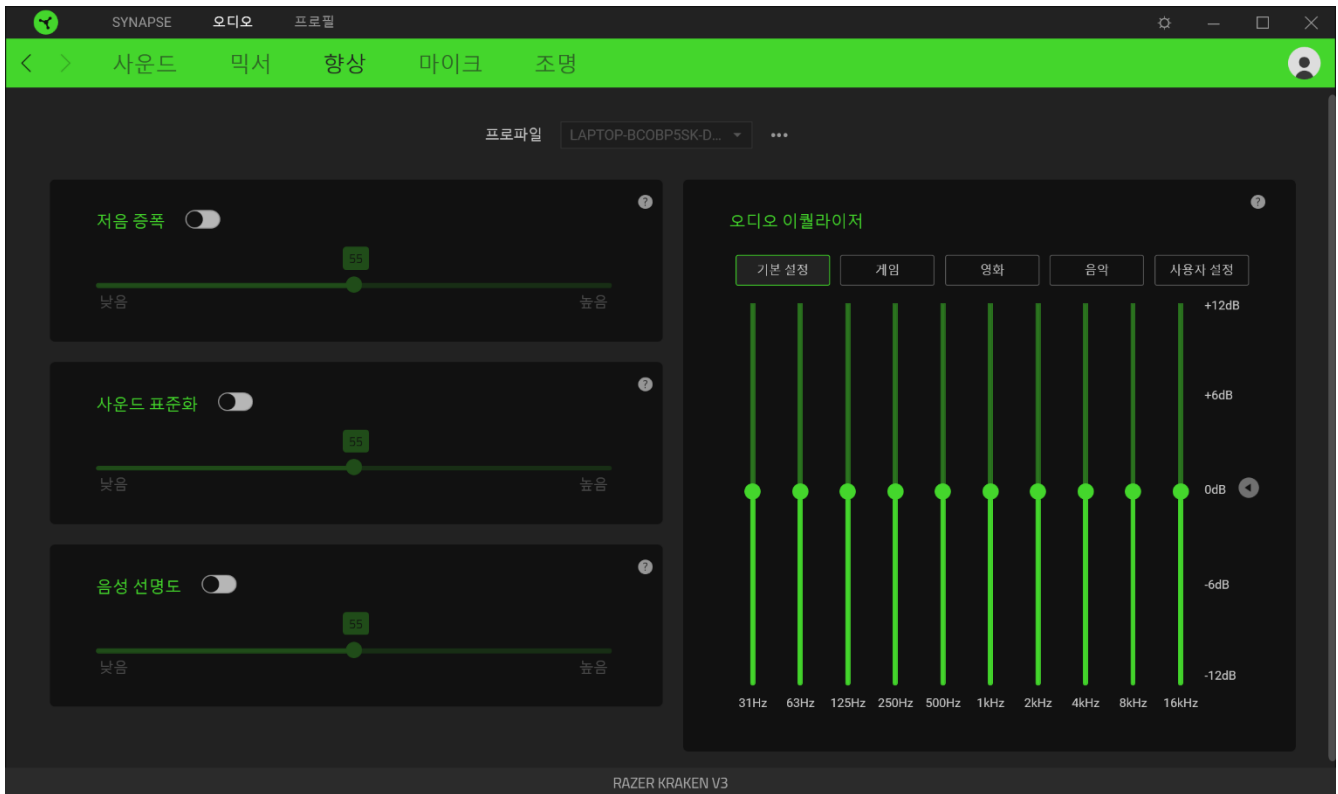 SYNAPSE 오디오 프로필
사운드 믹서 향상 마이크 조명
프로파일 LAPTOP-BCOBP5SK-D...
저음 증폭
55
낮음 높음
사운드 표준화
55
낮음 높음
음성 선명도
55
낮음 높음
오디오 이퀄라이저
기본 설정 게임 영화 음악 사용자 설정
+12dB
+6dB
0dB
-6dB
-12dB
31Hz 63Hz 125Hz 250Hz 500Hz 1kHz 2kHz 4kHz 8kHz 16kHz
RAZER KRAKEN V3